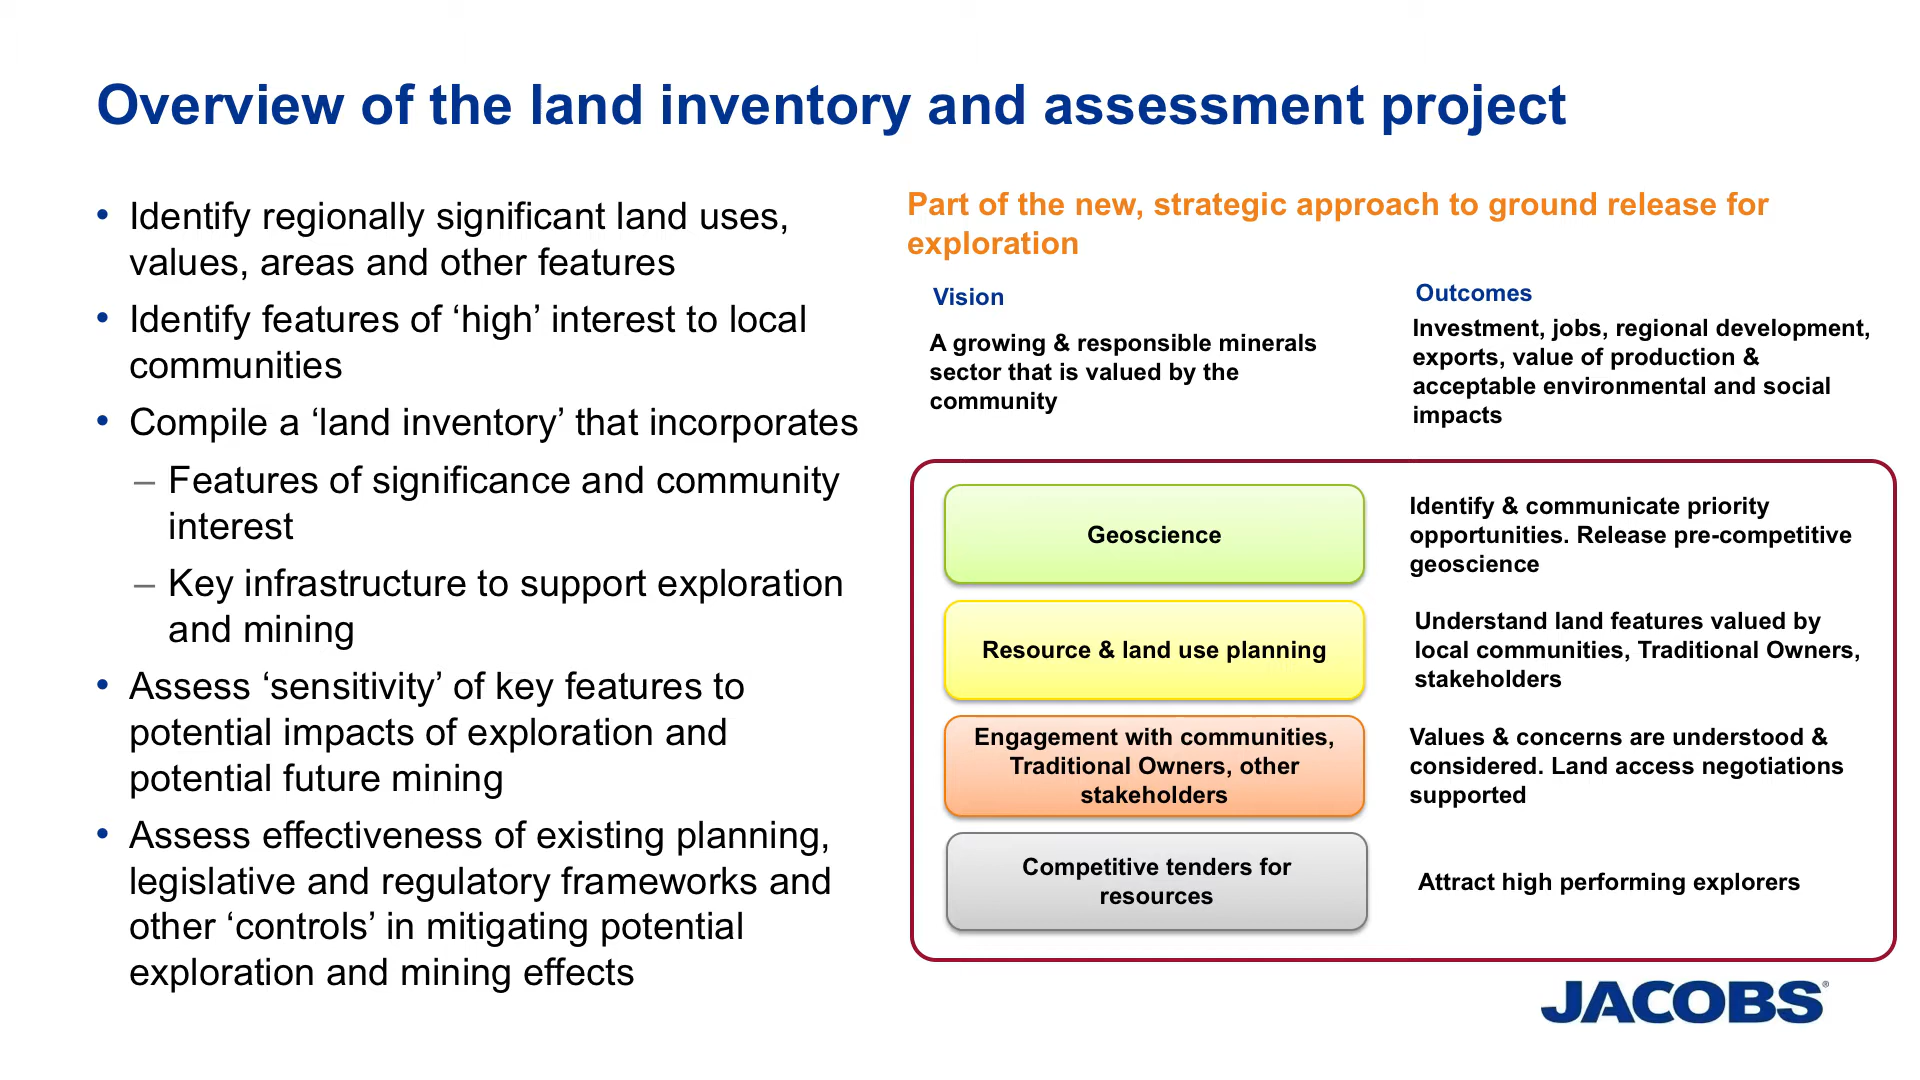 Overview of the land inventory and assessment project
• Identify regionally significant land uses,
values, areas and other features
• Identify features of ‘high’ interest to local
communities
• Compile a ‘land inventory’ that incorporates
– Features of significance and community
interest
– Key infrastructure to support exploration
and mining
• Assess ‘sensitivity’ of key features to
potential impacts of exploration and
potential future mining
• Assess effectiveness of existing planning,
legislative and regulatory frameworks and
other ‘controls’ in mitigating potential
exploration and mining effects
Part of the new, strategic approach to ground release for
exploration
Vision
A growing & responsible minerals
sector that is valued by the
community
Outcomes
Investment, jobs, regional development,
exports, value of production &
acceptable environmental and social
impacts
Geoscience
Identify & communicate priority
opportunities. Release pre-competitive
geoscience
Resource & land use planning
Understand land features valued by
local communities, Traditional Owners,
stakeholders
Engagement with communities,
Traditional Owners, other
stakeholders
Values & concerns are understood &
considered. Land access negotiations
supported
Competitive tenders for
resources
Attract high performing explorers
JACOBS®